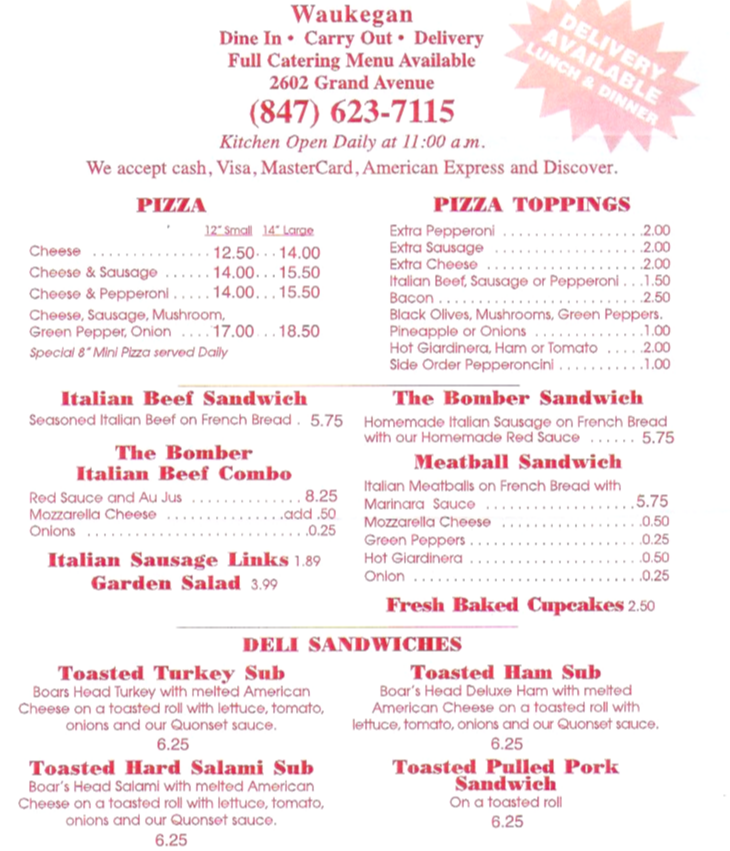 Waukegan
Dine In • Carry Out • Delivery
Full Catering Menu Available
2602 Grand Avenue
(847) 623-7115
Kitchen Open Daily at 11:00 a.m.
We accept cash, Visa, MasterCard, American Express and Discover.
DELIVERY
AVAILABLE
LUNCH & DINNER
PIZZA
12" Small 14" Large
Cheese ................ 12.50... 14.00
Cheese & Sausage ...... 14.00... 15.50
Cheese & Pepperoni ..... 14.00... 15.50
Cheese, Sausage, Mushroom,
Green Pepper, Onion .... 17.00 ... 18.50
Special 8" Mini Pizza served Daily
PIZZA TOPPINGS
Extra Pepperoni ....................2.00
Extra Sausage .....................2.00
Extra Cheese ......................2.00
Italian Beef, Sausage or Pepperoni ...1.50
Bacon .............................2.50
Black Olives, Mushrooms, Green Peppers.
Pineapple or Onions ................1.00
Hot Giardinera, Ham or Tomato .....2.00
Side Order Pepperoncini ............1.00
Italian Beef Sandwich
Seasoned Italian Beef on French Bread . 5.75
The Bomber
Italian Beef Combo
Red Sauce and Au Jus ............. 8.25
Mozzarella Cheese ..............add .50
Onions ............................0.25
Italian Sausage Links 1.89
Garden Salad 3.99
The Bomber Sandwich
Homemade Italian Sausage on French Bread
with our Homemade Red Sauce ...... 5.75
Meatball Sandwich
Italian Meatballs on French Bread with
Marinara Sauce ...................5.75
Mozzarella Cheese .................0.50
Green Peppers .....................0.25
Hot Giardinera .....................0.50
Onion ............................0.25
Fresh Baked Cupcakes 2.50
DELI SANDWICHES
Toasted Turkey Sub
Boars Head Turkey with melted American
Cheese on a toasted roll with lettuce, tomato,
onions and our Quonset sauce.
6.25
Toasted Ham Sub
Boar's Head Deluxe Ham with melted
American Cheese on a toasted roll with
lettuce, tomato, onions and our Quonset sauce.
6.25
Toasted Hard Salami Sub
Boar's Head Salami with melted American
Cheese on a toasted roll with lettuce, tomato,
onions and our Quonset sauce.
6.25
Toasted Pulled Pork
Sandwich
On a toasted roll
6.25